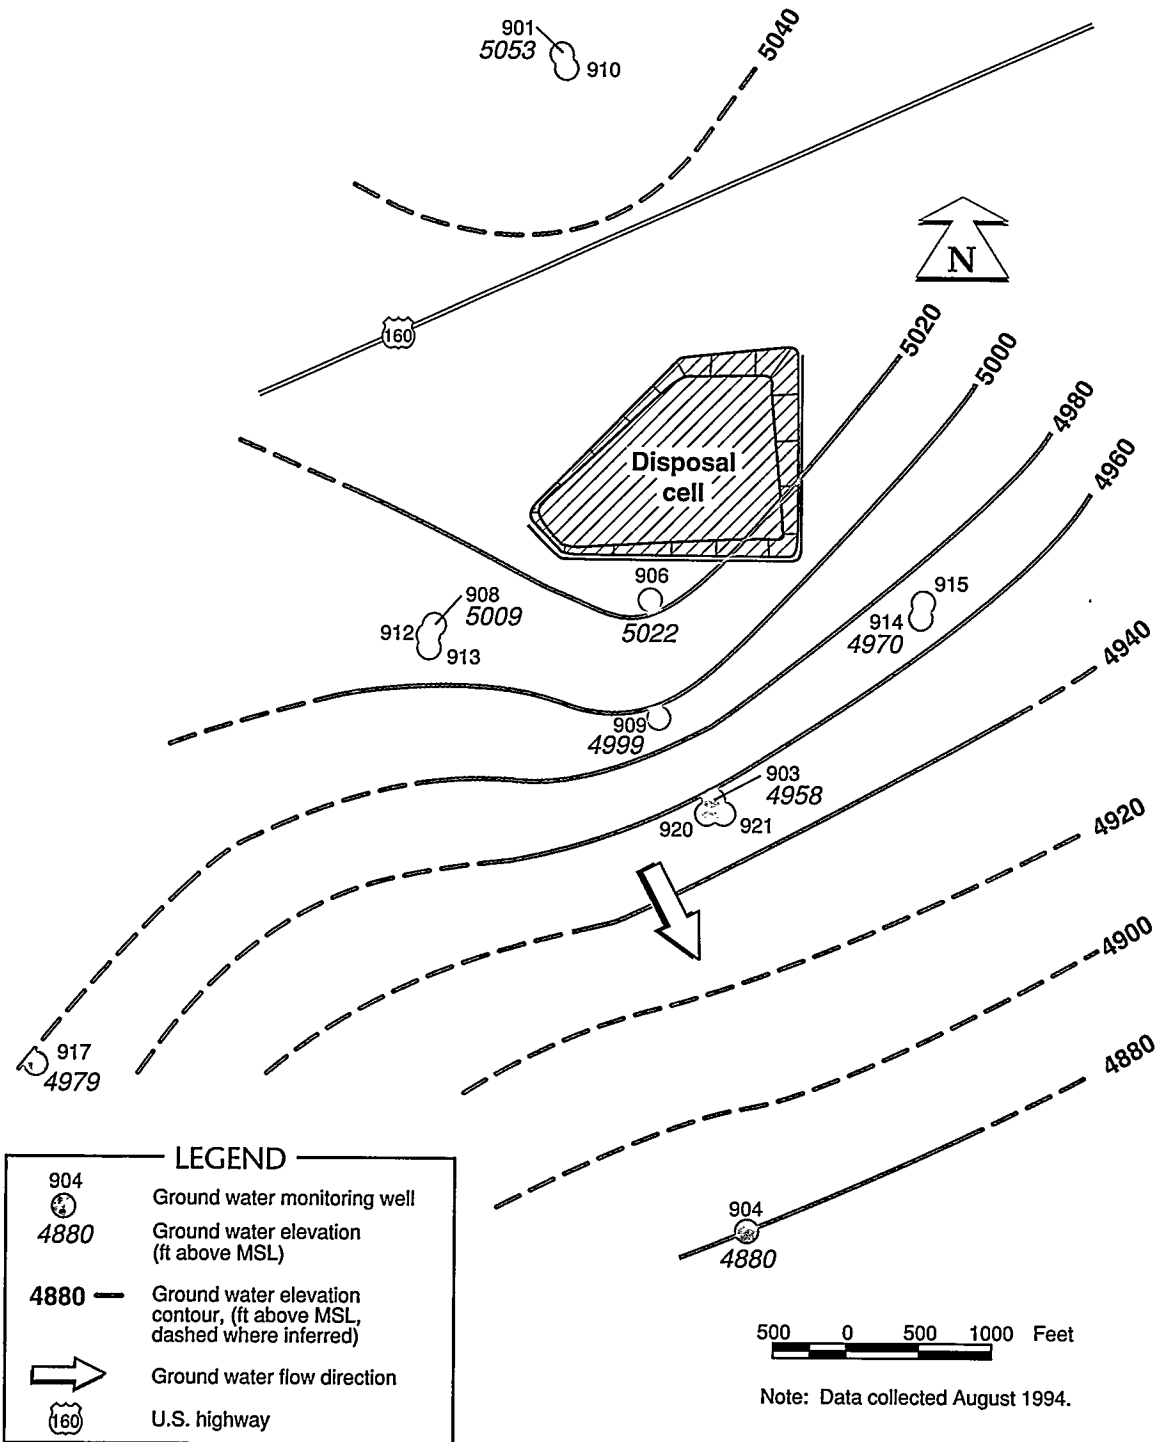 901
5053
910
5040
N
160
5020
5000
4980
4960
Disposal
cell
906
5022
908
5009
912
913
915
914
4970
4940
909
4999
903
4958
920
921
4920
4900
4880
917
4979
904
4880
LEGEND
904
Ground water monitoring well
4880
Ground water elevation
(ft above MSL)
4880
Ground water elevation
contour, (ft above MSL,
dashed where inferred)
Ground water flow direction
160
U.S. highway
500 0 500 1000 Feet
Note: Data collected August 1994.